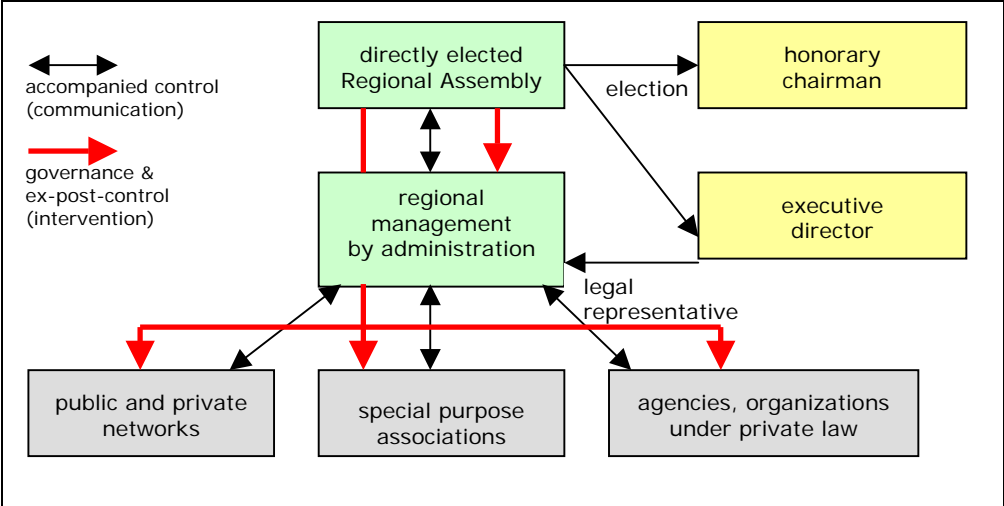 accompanied control
(communication)
governance &
ex-post-control
(intervention)
directly elected
Regional Assembly
election
honorary
chairman
regional
management
by administration
executive
director
legal
representative
public and private
networks
special purpose
associations
agencies, organizations
under private law